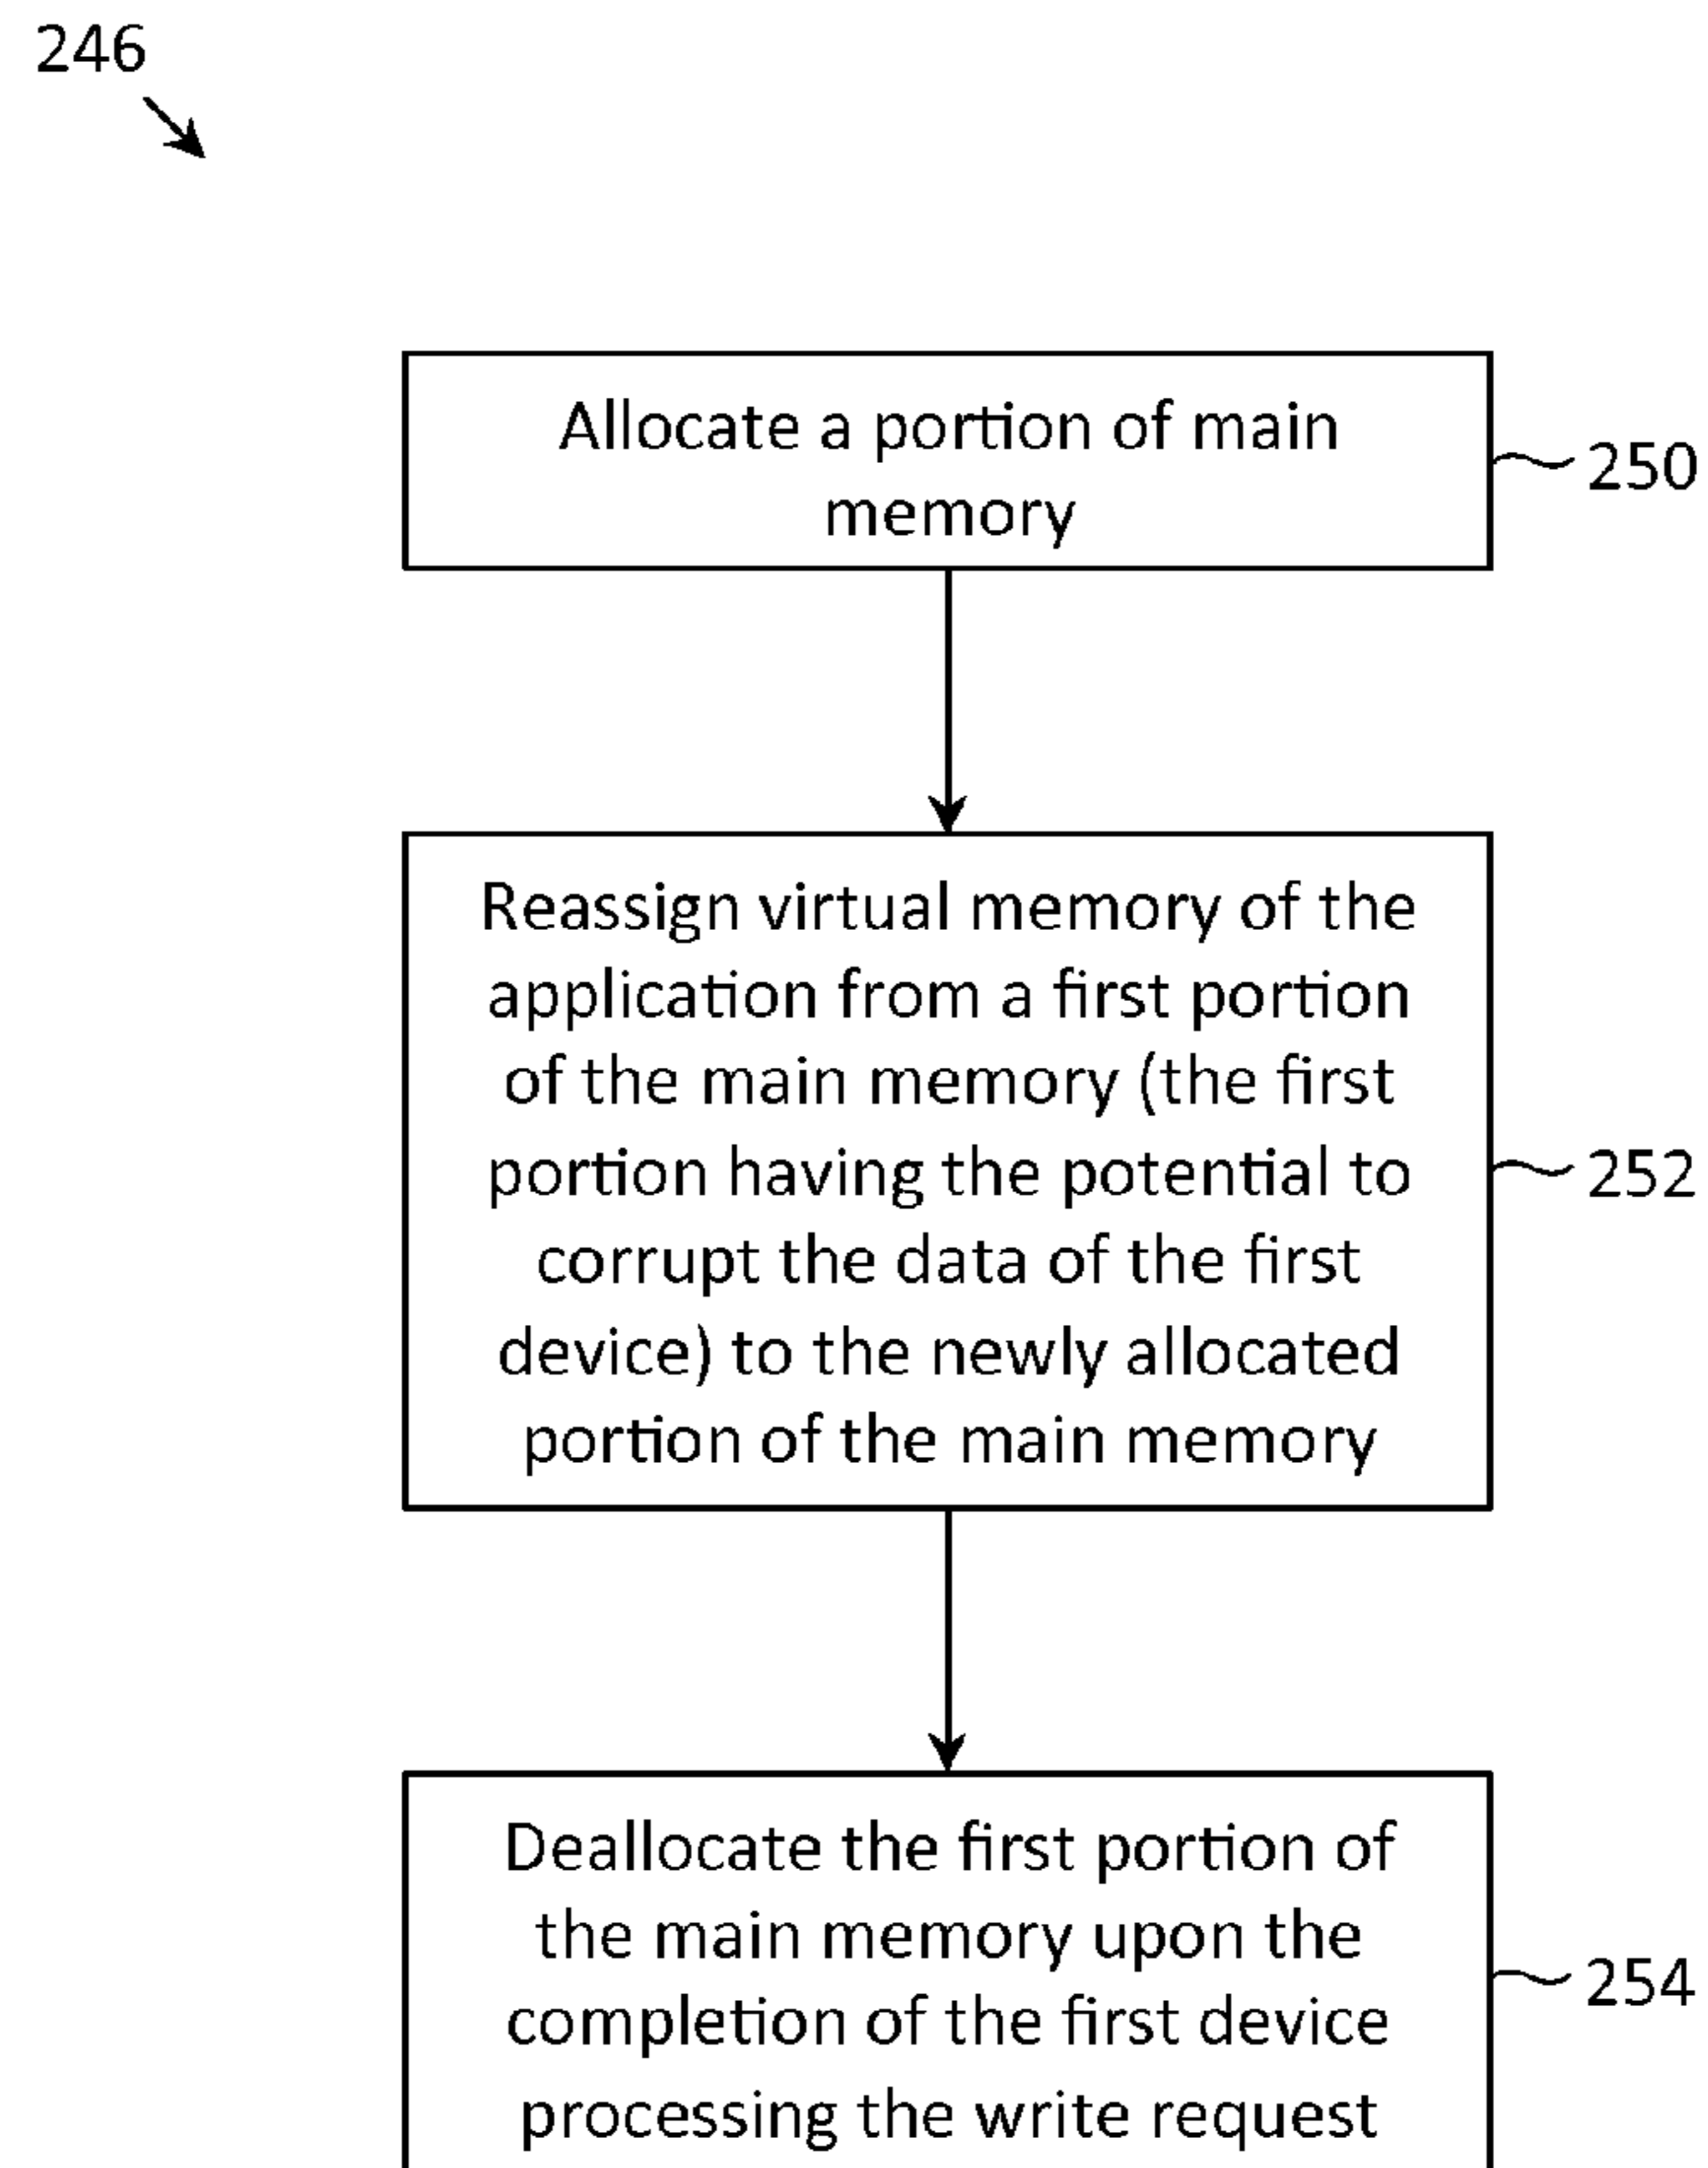 246
Allocate a portion of main
memory
250
Reassign virtual memory of the
application from a first portion
of the main memory (the first
portion having the potential to
corrupt the data of the first
device) to the newly allocated
portion of the main memory
252
Deallocate the first portion of
the main memory upon the
completion of the first device
processing the write request
254